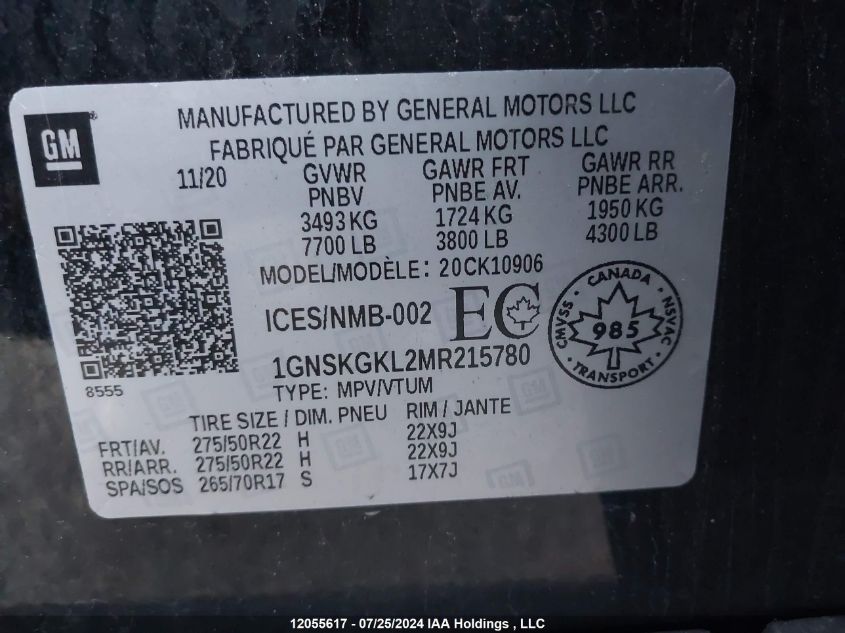 GM
MANUFACTURED BY GENERAL MOTORS LLC
FABRIQUÉ PAR GENERAL MOTORS LLC
11/20 GVWR GAWR FRT GAWR RR
PNBV PNBE AV. PNBE ARR.
3493 KG 1724 KG 1950 KG
7700 LB 3800 LB 4300 LB
MODEL/MODÈLE: 20CK10906
ICES/NMB-002 EC
CANADA
CMVSS 985 NSVAC
TRANSPORT
1GNSKGKL2MR215780
8555 TYPE: MPV/VTUM
TIRE SIZE / DIM. PNEU RIM / JANTE
FRT/AV. 275/50R22 H 22X9J
RR/ARR. 275/50R22 H 22X9J
SPA/SOS 265/70R17 S 17X7J
12055617 - 07/25/2024 IAA Holdings , LLC